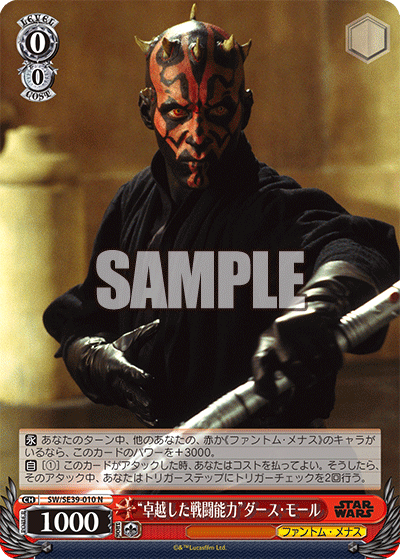 LEVEL
0
0
COST
SAMPLE
永 あなたのターン中、他のあなたの、赤か《ファントム・メナス》のキャラが
いるなら、このカードのパワーを+3000。
自 【(1)】 このカードがアタックした時、あなたはコストを払ってよい。そうしたら、
そのアタック中、あなたはトリガーステップにトリガーチェックを2回行う。
CH SW/SE39-010 N
1000
“卓越した戦闘能力”ダース・モール
STAR WARS
ファントム・メナス
©&™Lucasfilm Ltd.